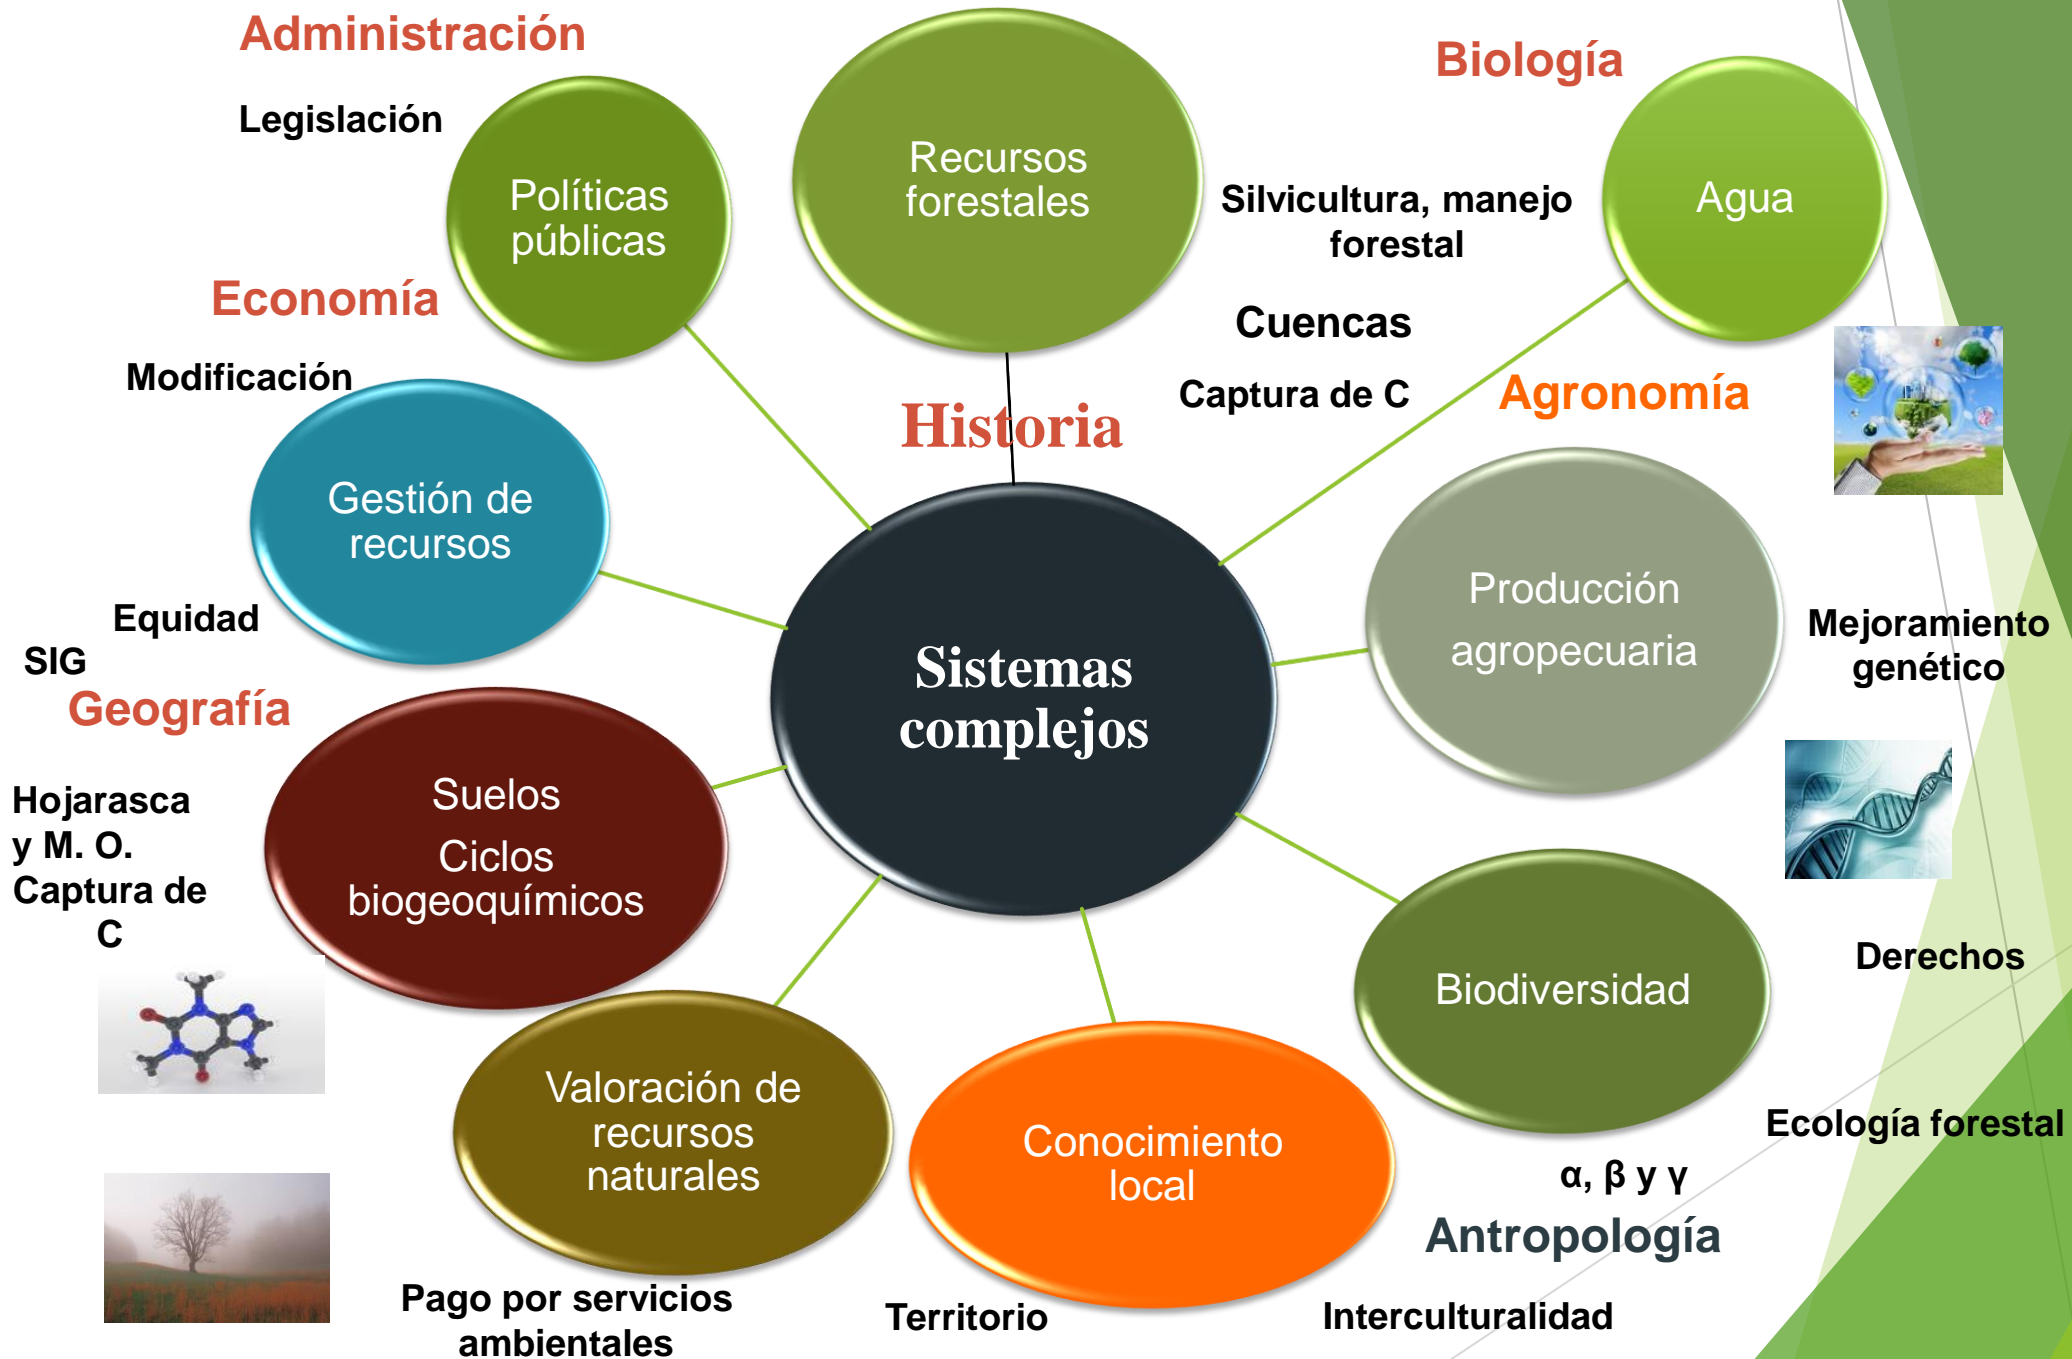 Administración
Legislación
Políticas
públicas
Recursos
forestales
Biología
Agua
Silvicultura, manejo
forestal
Economía
Modificación
Cuencas
Captura de C
Agronomía
Historia
Gestión de
recursos
Equidad
SIG
Geografía
Sistemas
complejos
Producción
agropecuaria
Mejoramiento
genético
Hojarasca
y M. O.
Captura de
C
Suelos
Ciclos
biogeoquímicos
Biodiversidad
Derechos
Valoración de
recursos
naturales
Conocimiento
local
Ecología forestal
α, β y γ
Antropología
Pago por servicios
ambientales
Territorio
Interculturalidad